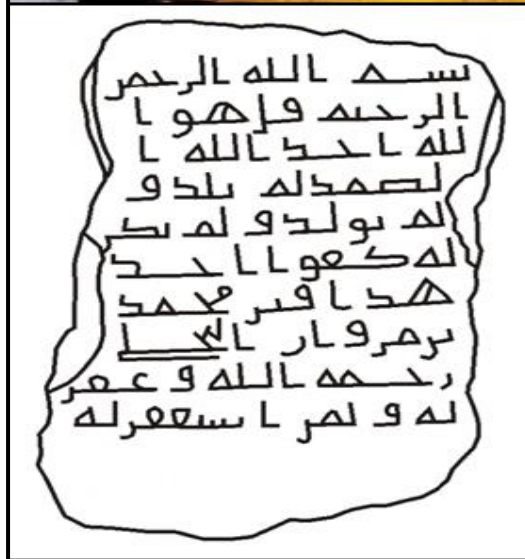 بسم الله الرحمن
الرحيم قل هو ا
لله احد الله ا
لصمد لم يلد و
لم يولد و لم يكن
له كفوا احد
هذا قبر محمد
بن مروان
رحمه الله و غفر
له و لمن استغفر له